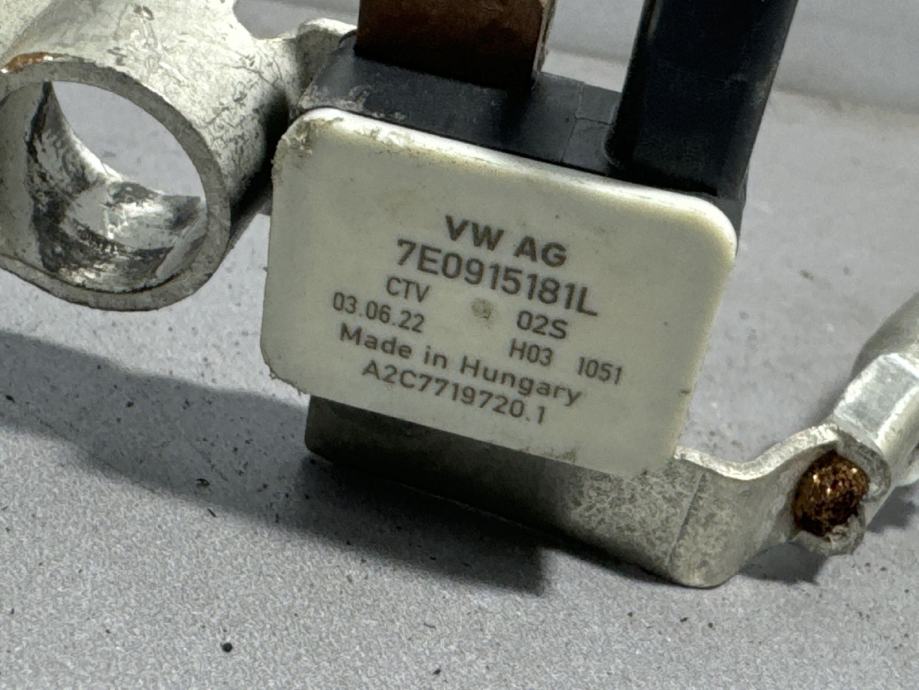 VW AG
7E0915181L
CTV 02S
03.06.22 H03 1051
Made in Hungary
A2C7719720.1